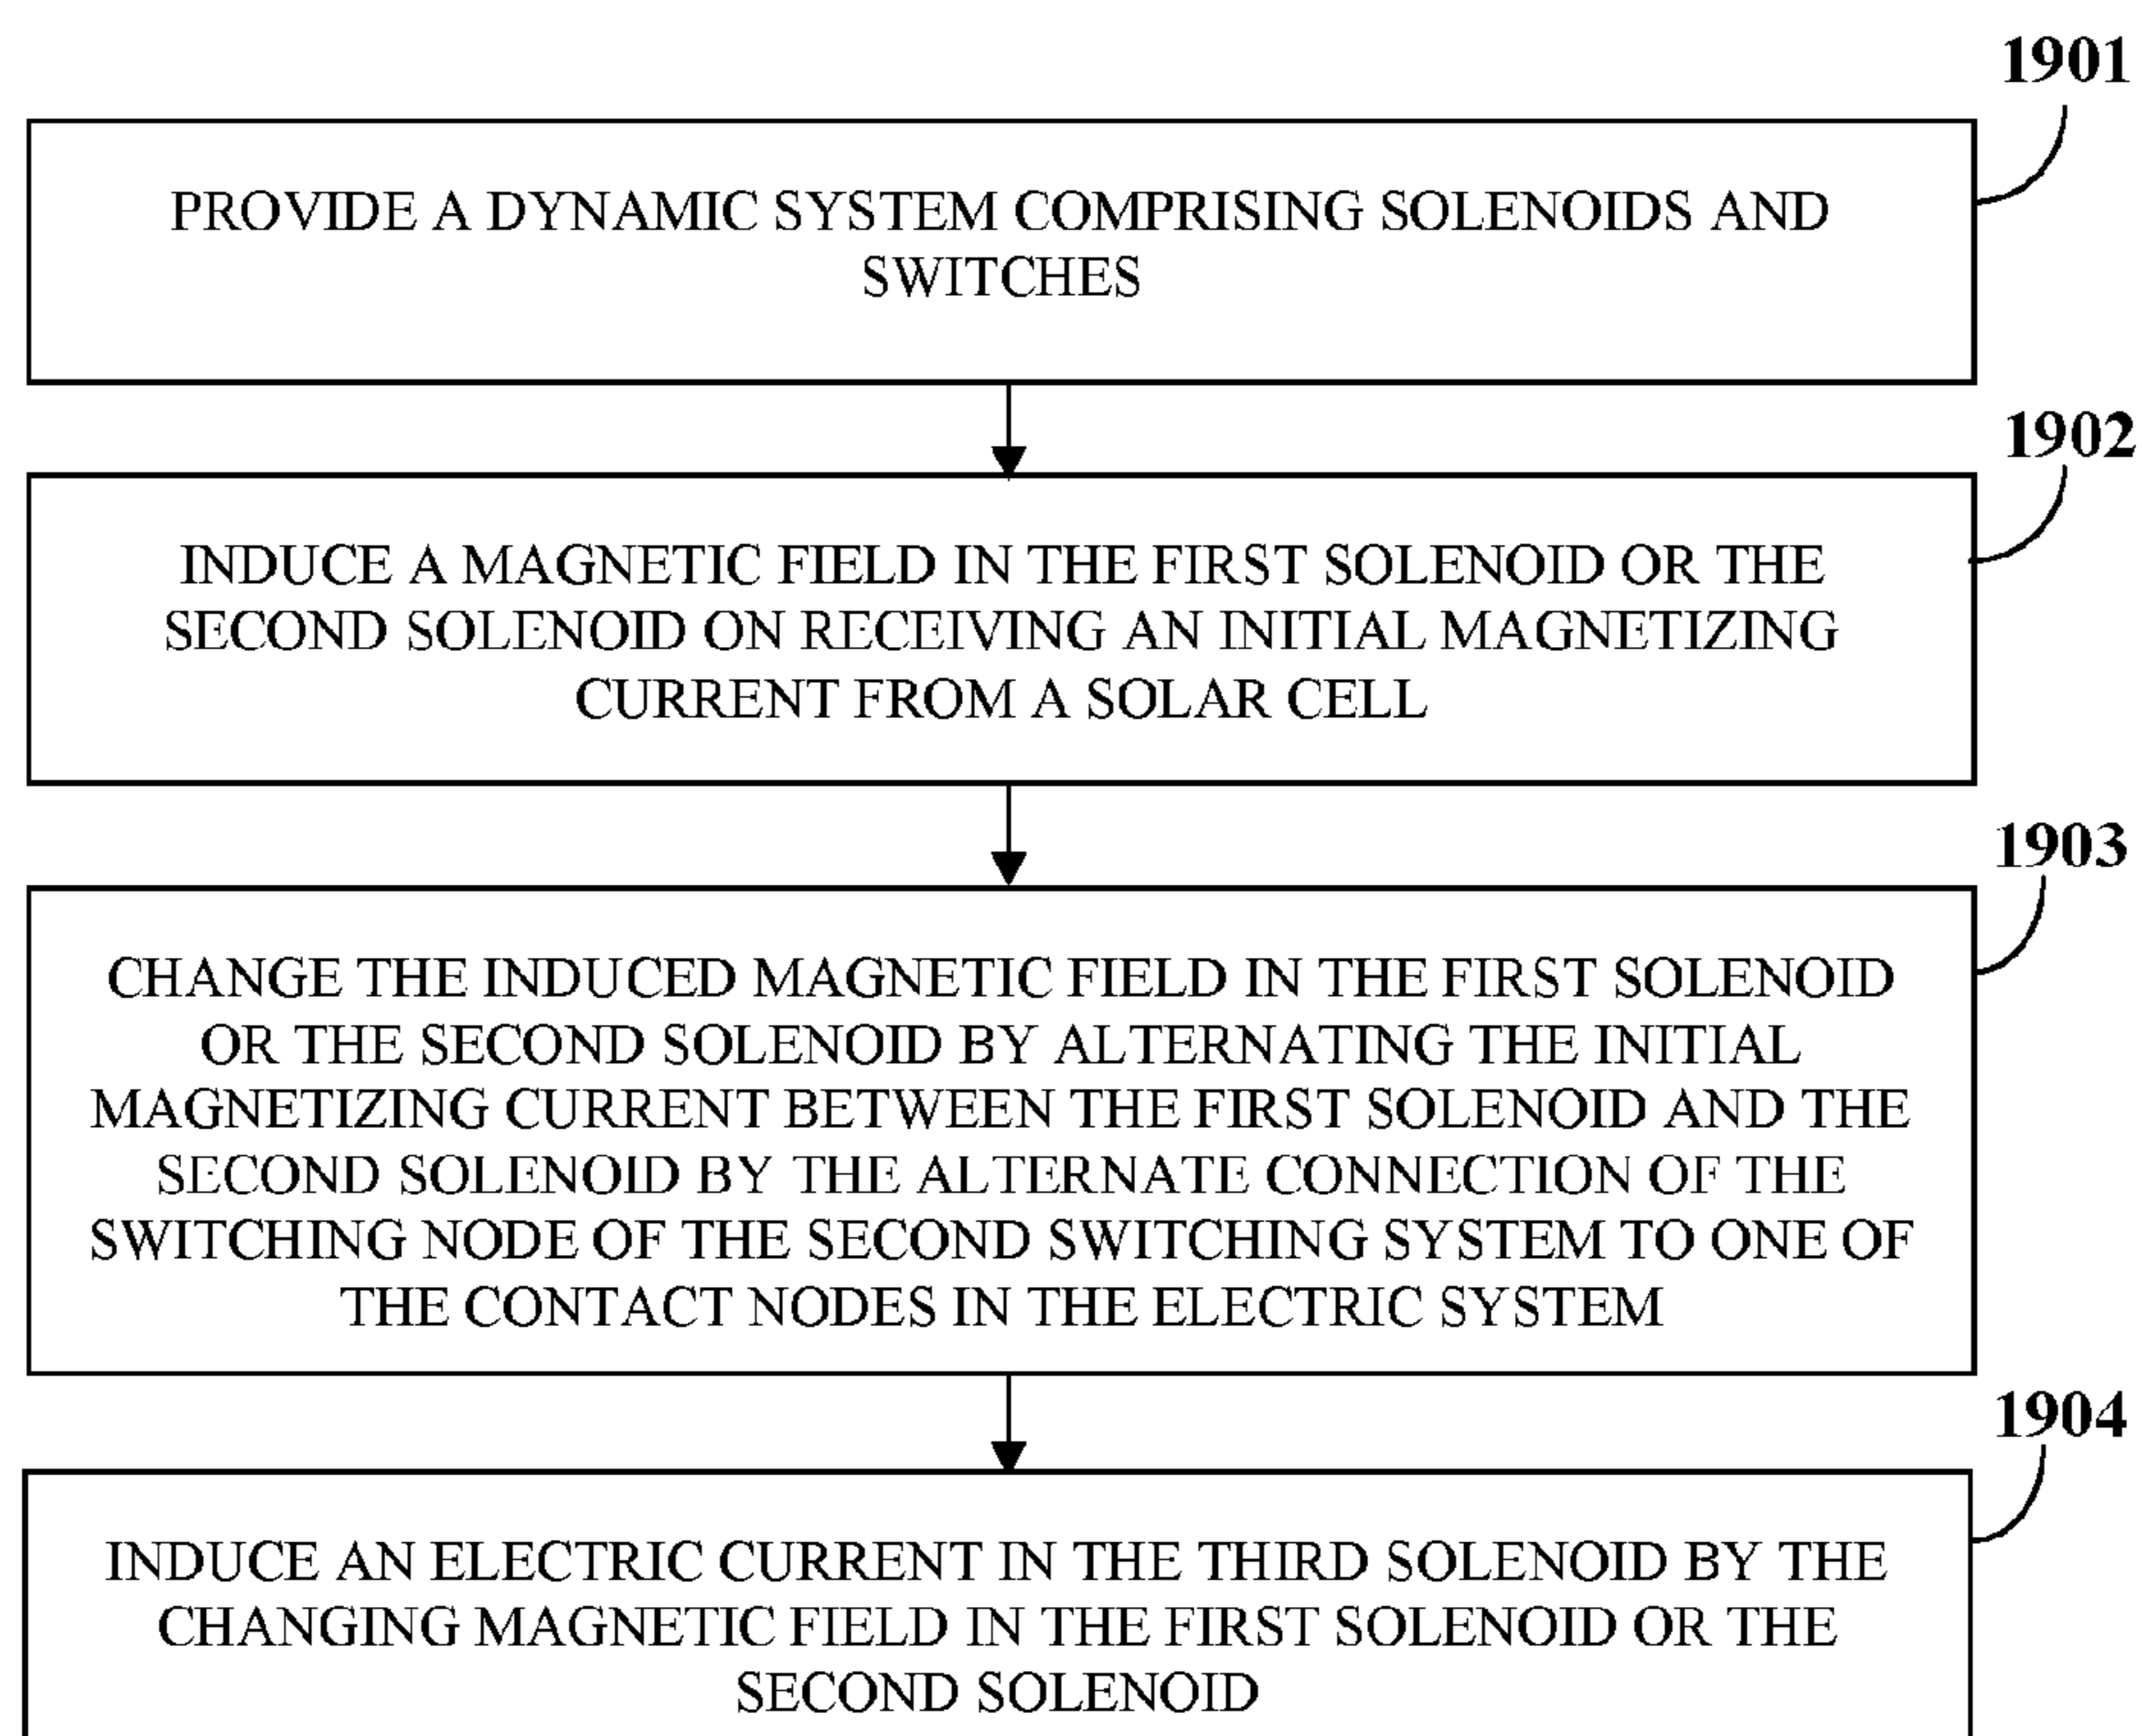 1901
PROVIDE A DYNAMIC SYSTEM COMPRISING SOLENOIDS AND
SWITCHES
1902
INDUCE A MAGNETIC FIELD IN THE FIRST SOLENOID OR THE
SECOND SOLENOID ON RECEIVING AN INITIAL MAGNETIZING
CURRENT FROM A SOLAR CELL
1903
CHANGE THE INDUCED MAGNETIC FIELD IN THE FIRST SOLENOID
OR THE SECOND SOLENOID BY ALTERNATING THE INITIAL
MAGNETIZING CURRENT BETWEEN THE FIRST SOLENOID AND THE
SECOND SOLENOID BY THE ALTERNATE CONNECTION OF THE
SWITCHING NODE OF THE SECOND SWITCHING SYSTEM TO ONE OF
THE CONTACT NODES IN THE ELECTRIC SYSTEM
1904
INDUCE AN ELECTRIC CURRENT IN THE THIRD SOLENOID BY THE
CHANGING MAGNETIC FIELD IN THE FIRST SOLENOID OR THE
SECOND SOLENOID